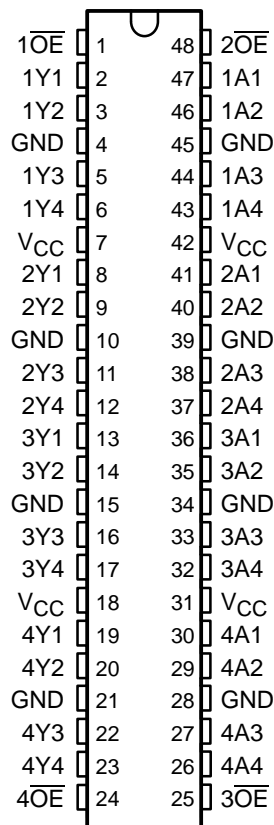 1O̅E̅ 1 48 2O̅E̅
1Y1 2 47 1A1
1Y2 3 46 1A2
GND 4 45 GND
1Y3 5 44 1A3
1Y4 6 43 1A4
VCC 7 42 VCC
2Y1 8 41 2A1
2Y2 9 40 2A2
GND 10 39 GND
2Y3 11 38 2A3
2Y4 12 37 2A4
3Y1 13 36 3A1
3Y2 14 35 3A2
GND 15 34 GND
3Y3 16 33 3A3
3Y4 17 32 3A4
VCC 18 31 VCC
4Y1 19 30 4A1
4Y2 20 29 4A2
GND 21 28 GND
4Y3 22 27 4A3
4Y4 23 26 4A4
4O̅E̅ 24 25 3O̅E̅